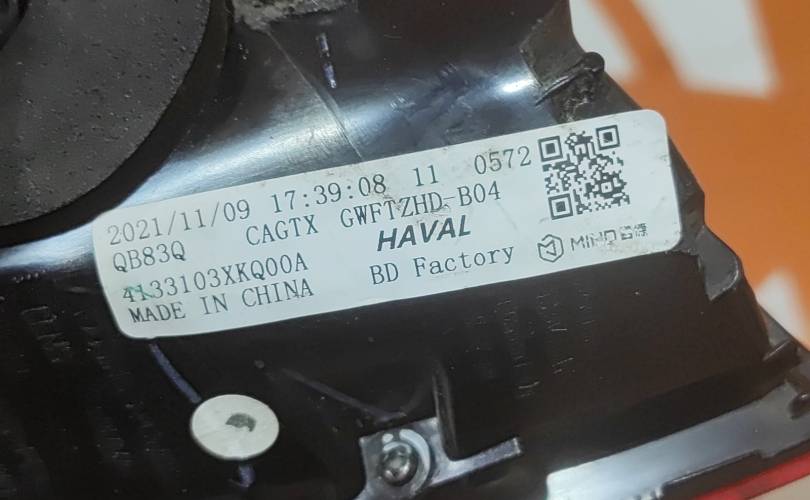 2021/11/09 17:39:08 11 0572
QB83Q CAGTX GWFTZHD-B04
HAVAL
4133103XKQ00A
BD Factory
MADE IN CHINA